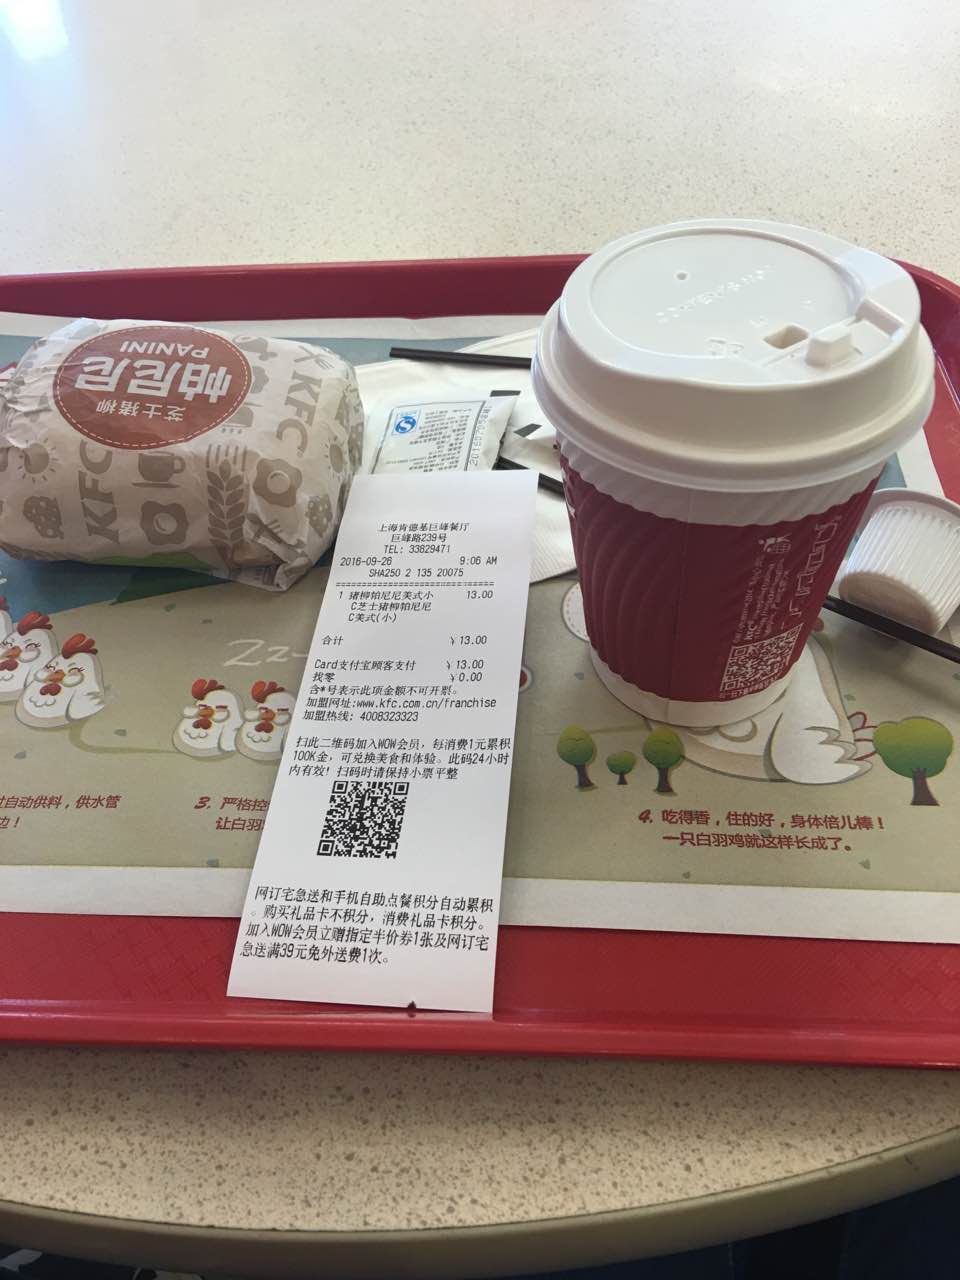 芝士猪柳
帕尼尼
PANINI
KFC
KFC
上海肯德基巨峰餐厅
巨峰路239号
TEL: 33829471
2016-09-26 9:06 AM
SHA250 2 135 20075
1 猪柳帕尼尼美式小 13.00
C芝士猪柳帕尼尼
C美式(小)
合计 ￥13.00
Card支付宝顾客支付 ￥13.00
找零 ￥0.00
含*号表示此项金额不可开票。
加盟网址:www.kfc.com.cn/franchise
加盟热线: 4008323323
扫此二维码加入WOW会员，每消费1元累积
100K金，可兑换美食和体验。此码24小时
内有效！扫码时请保持小票平整
网订宅急送和手机自助点餐积分自动累积
。购买礼品卡不积分，消费礼品卡积分。
加入WOW会员立赠指定半价券1张及网订宅
急送满39元免外送费1次。
Zz
自动供料，供水管
边！
3. 严格控
让白羽
4. 吃得香，住的好，身体倍儿棒！
一只白羽鸡就这样长成了。